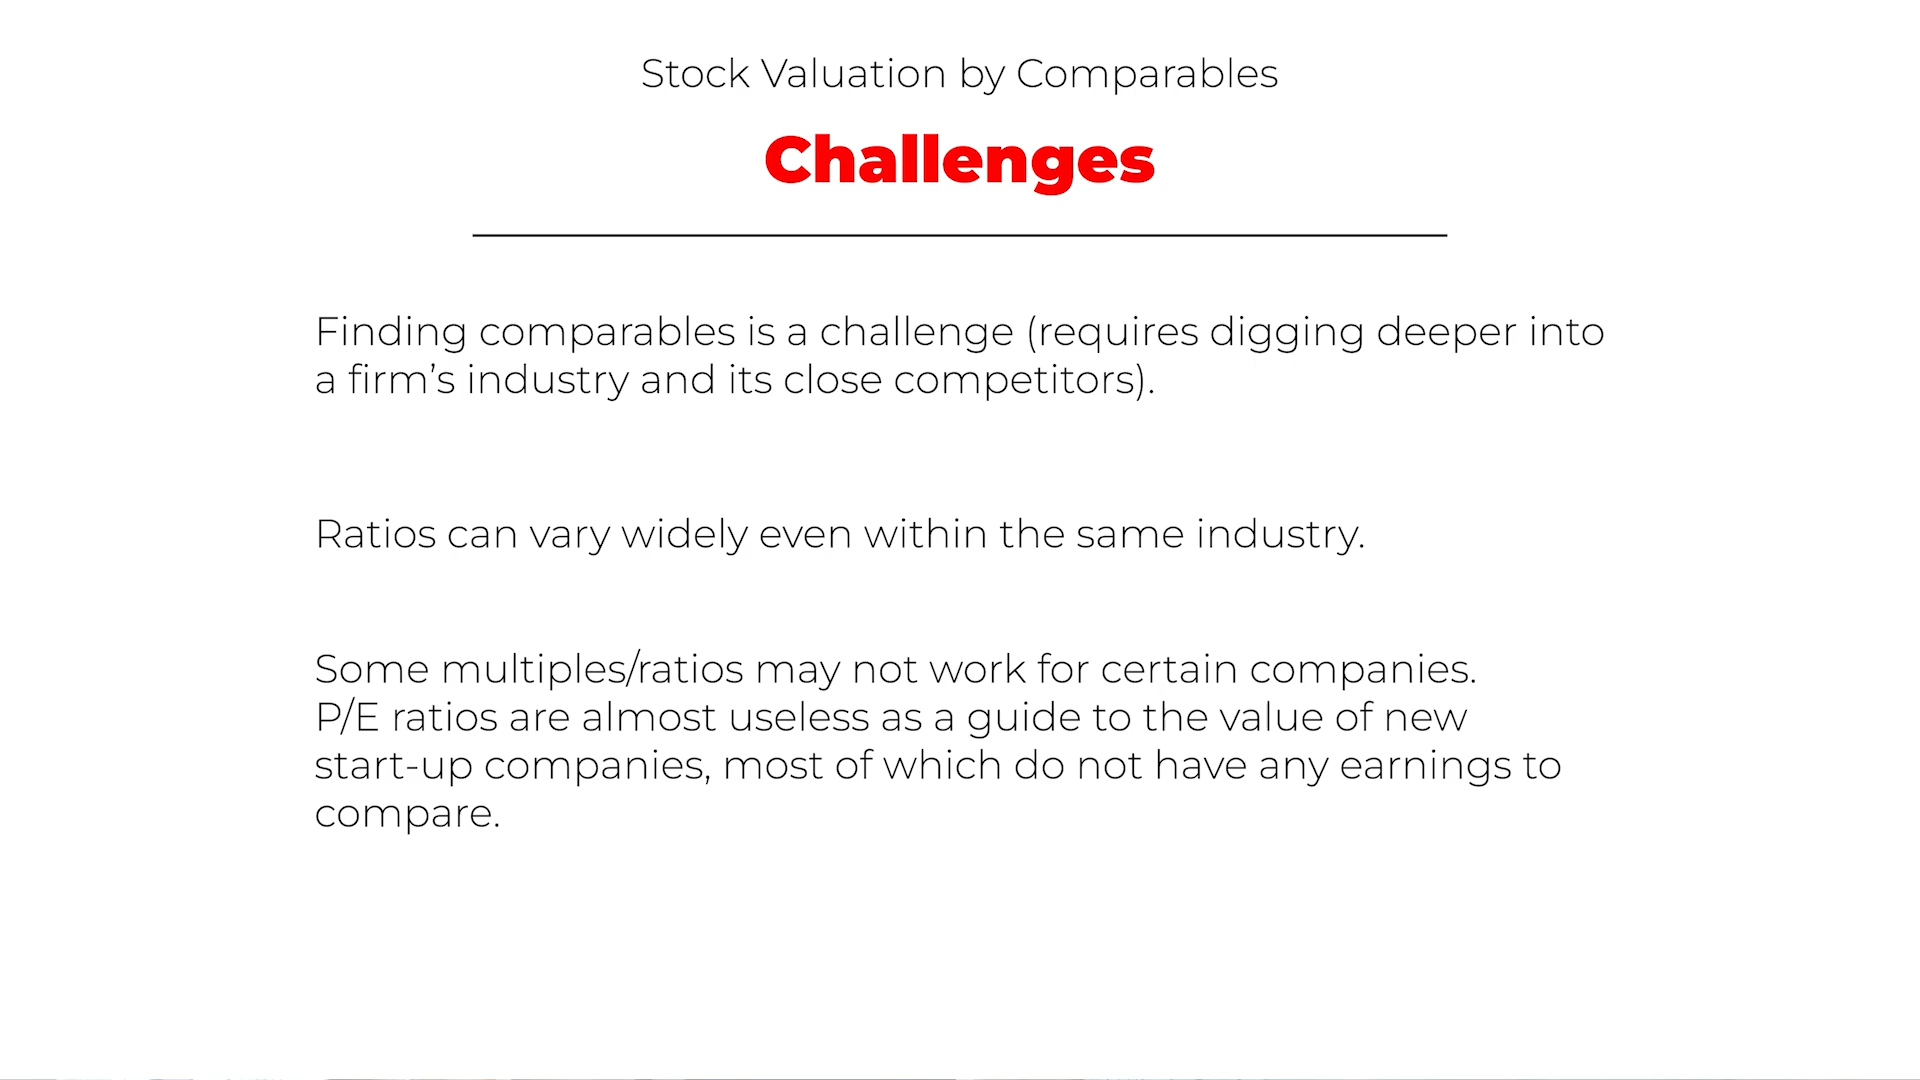 Stock Valuation by Comparables
Challenges
Finding comparables is a challenge (requires digging deeper into
a firm’s industry and its close competitors).
Ratios can vary widely even within the same industry.
Some multiples/ratios may not work for certain companies.
P/E ratios are almost useless as a guide to the value of new
start-up companies, most of which do not have any earnings to
compare.